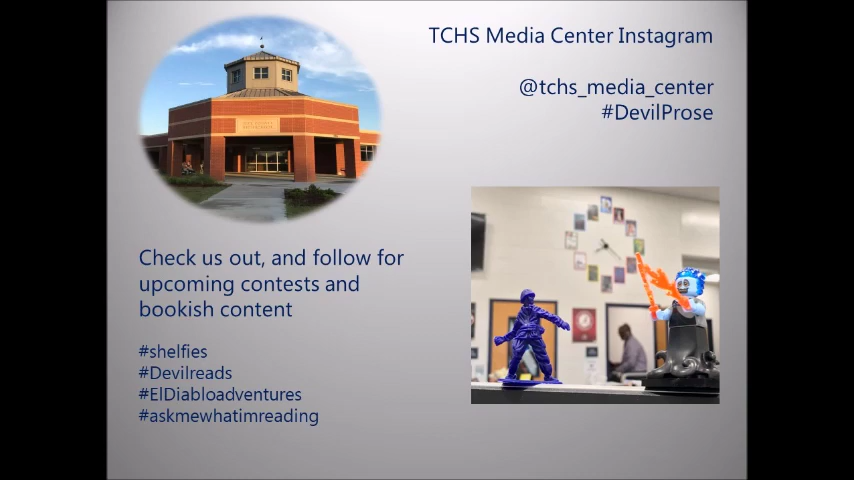 TCHS Media Center Instagram
@tchs_media_center
#DevilProse
Check us out, and follow for
upcoming contests and
bookish content
#shelfies
#Devilreads
#ElDiabloadventures
#askmewhatimreading